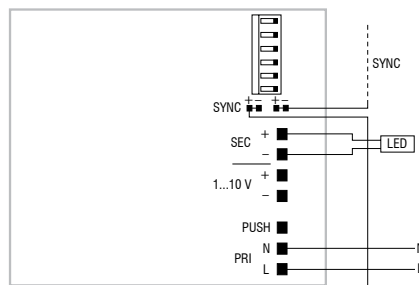 SYNC
+ - + -
SYNC
SEC
+
LED
-
+
1...10 V
-
PUSH
N
PRI
L